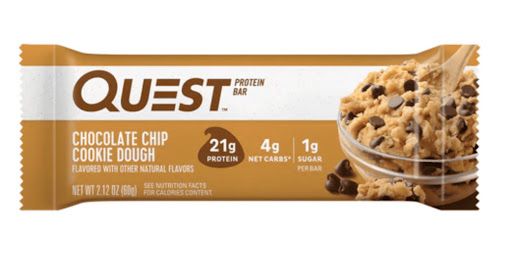 QUEST™ PROTEIN
BAR
CHOCOLATE CHIP
COOKIE DOUGH
FLAVORED WITH OTHER NATURAL FLAVORS
21g
PROTEIN
4g
NET CARBS*
1g
SUGAR
PER BAR
NET WT 2.12 OZ (60g)
SEE NUTRITION FACTS
FOR CALORIES CONTENT.